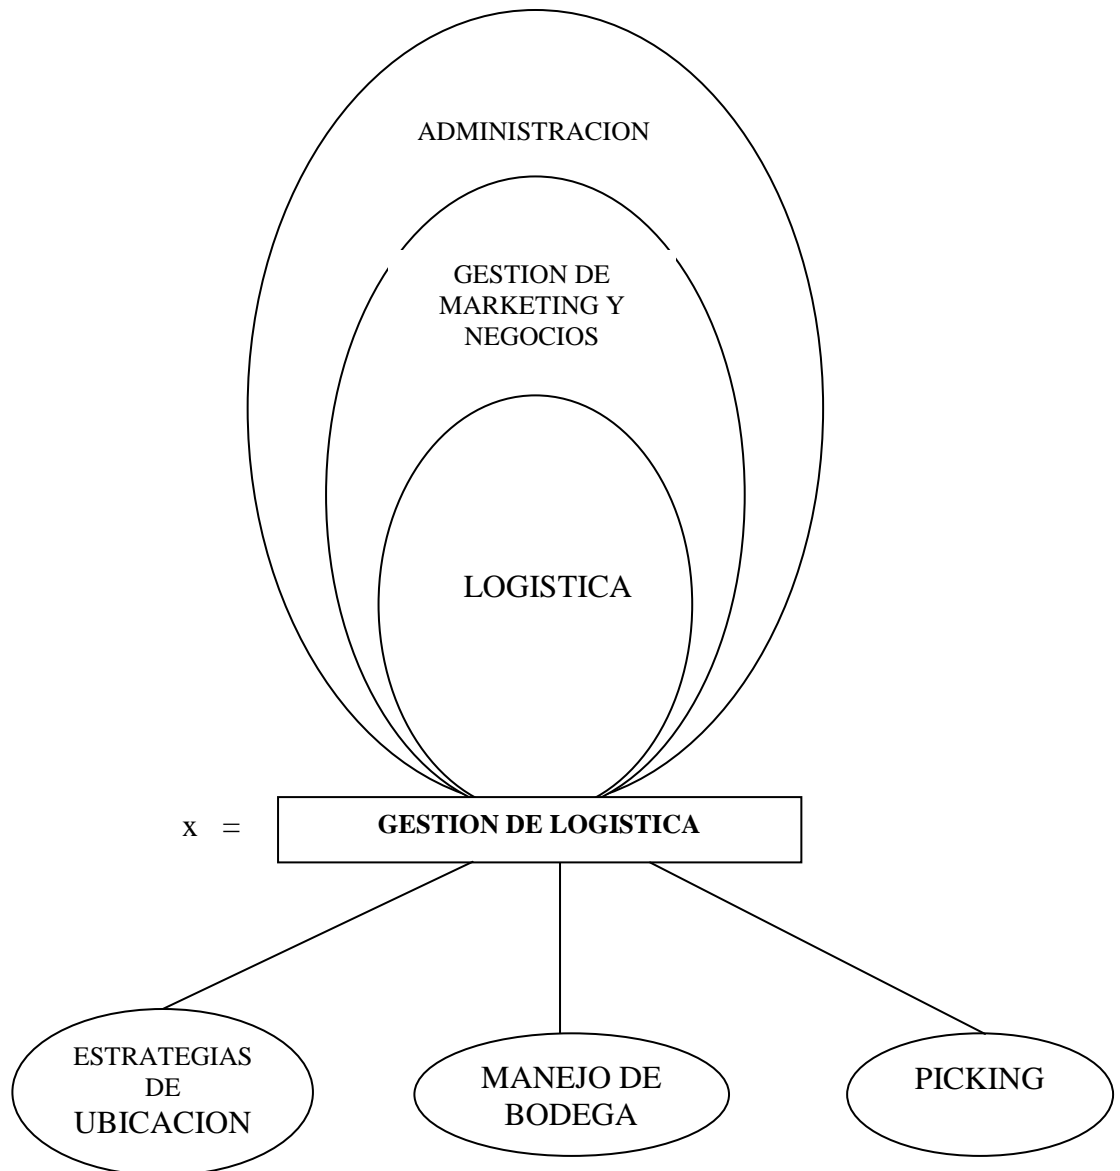 ADMINISTRACION
GESTION DE
MARKETING Y
NEGOCIOS
LOGISTICA
x =
GESTION DE LOGISTICA
ESTRATEGIAS
DE
UBICACION
MANEJO DE
BODEGA
PICKING